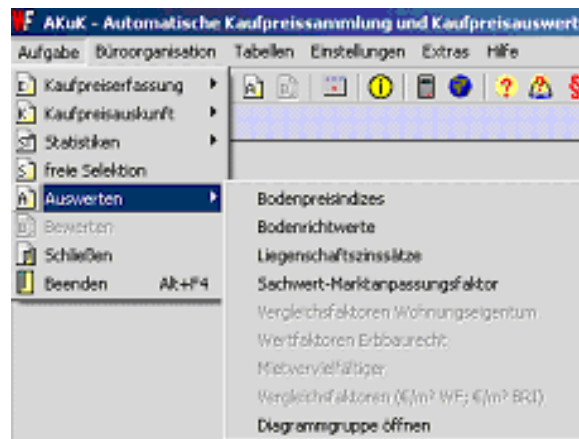 AKuK - Automatische Kaufpreissammlung und Kaufpreisauswert
Aufgabe Büroorganisation Tabellen Einstellungen Extras Hilfe
Kaufpreiserfassung
Kaufpreisauskunft
Statistiken
freie Selektion
Auswerten
Bewerten
Schließen
Beenden Alt+F4
Bodenpreisindizes
Bodenrichtwerte
Liegenschaftszinssätze
Sachwert-Marktanpassungsfaktor
Vergleichsfaktoren Wohnungseigentum
Wertfaktoren Erbbaurecht
Mietvervielfältiger
Vergleichsfaktoren (€/m² WF; €/m³ BRI)
Diagrammgruppe öffnen